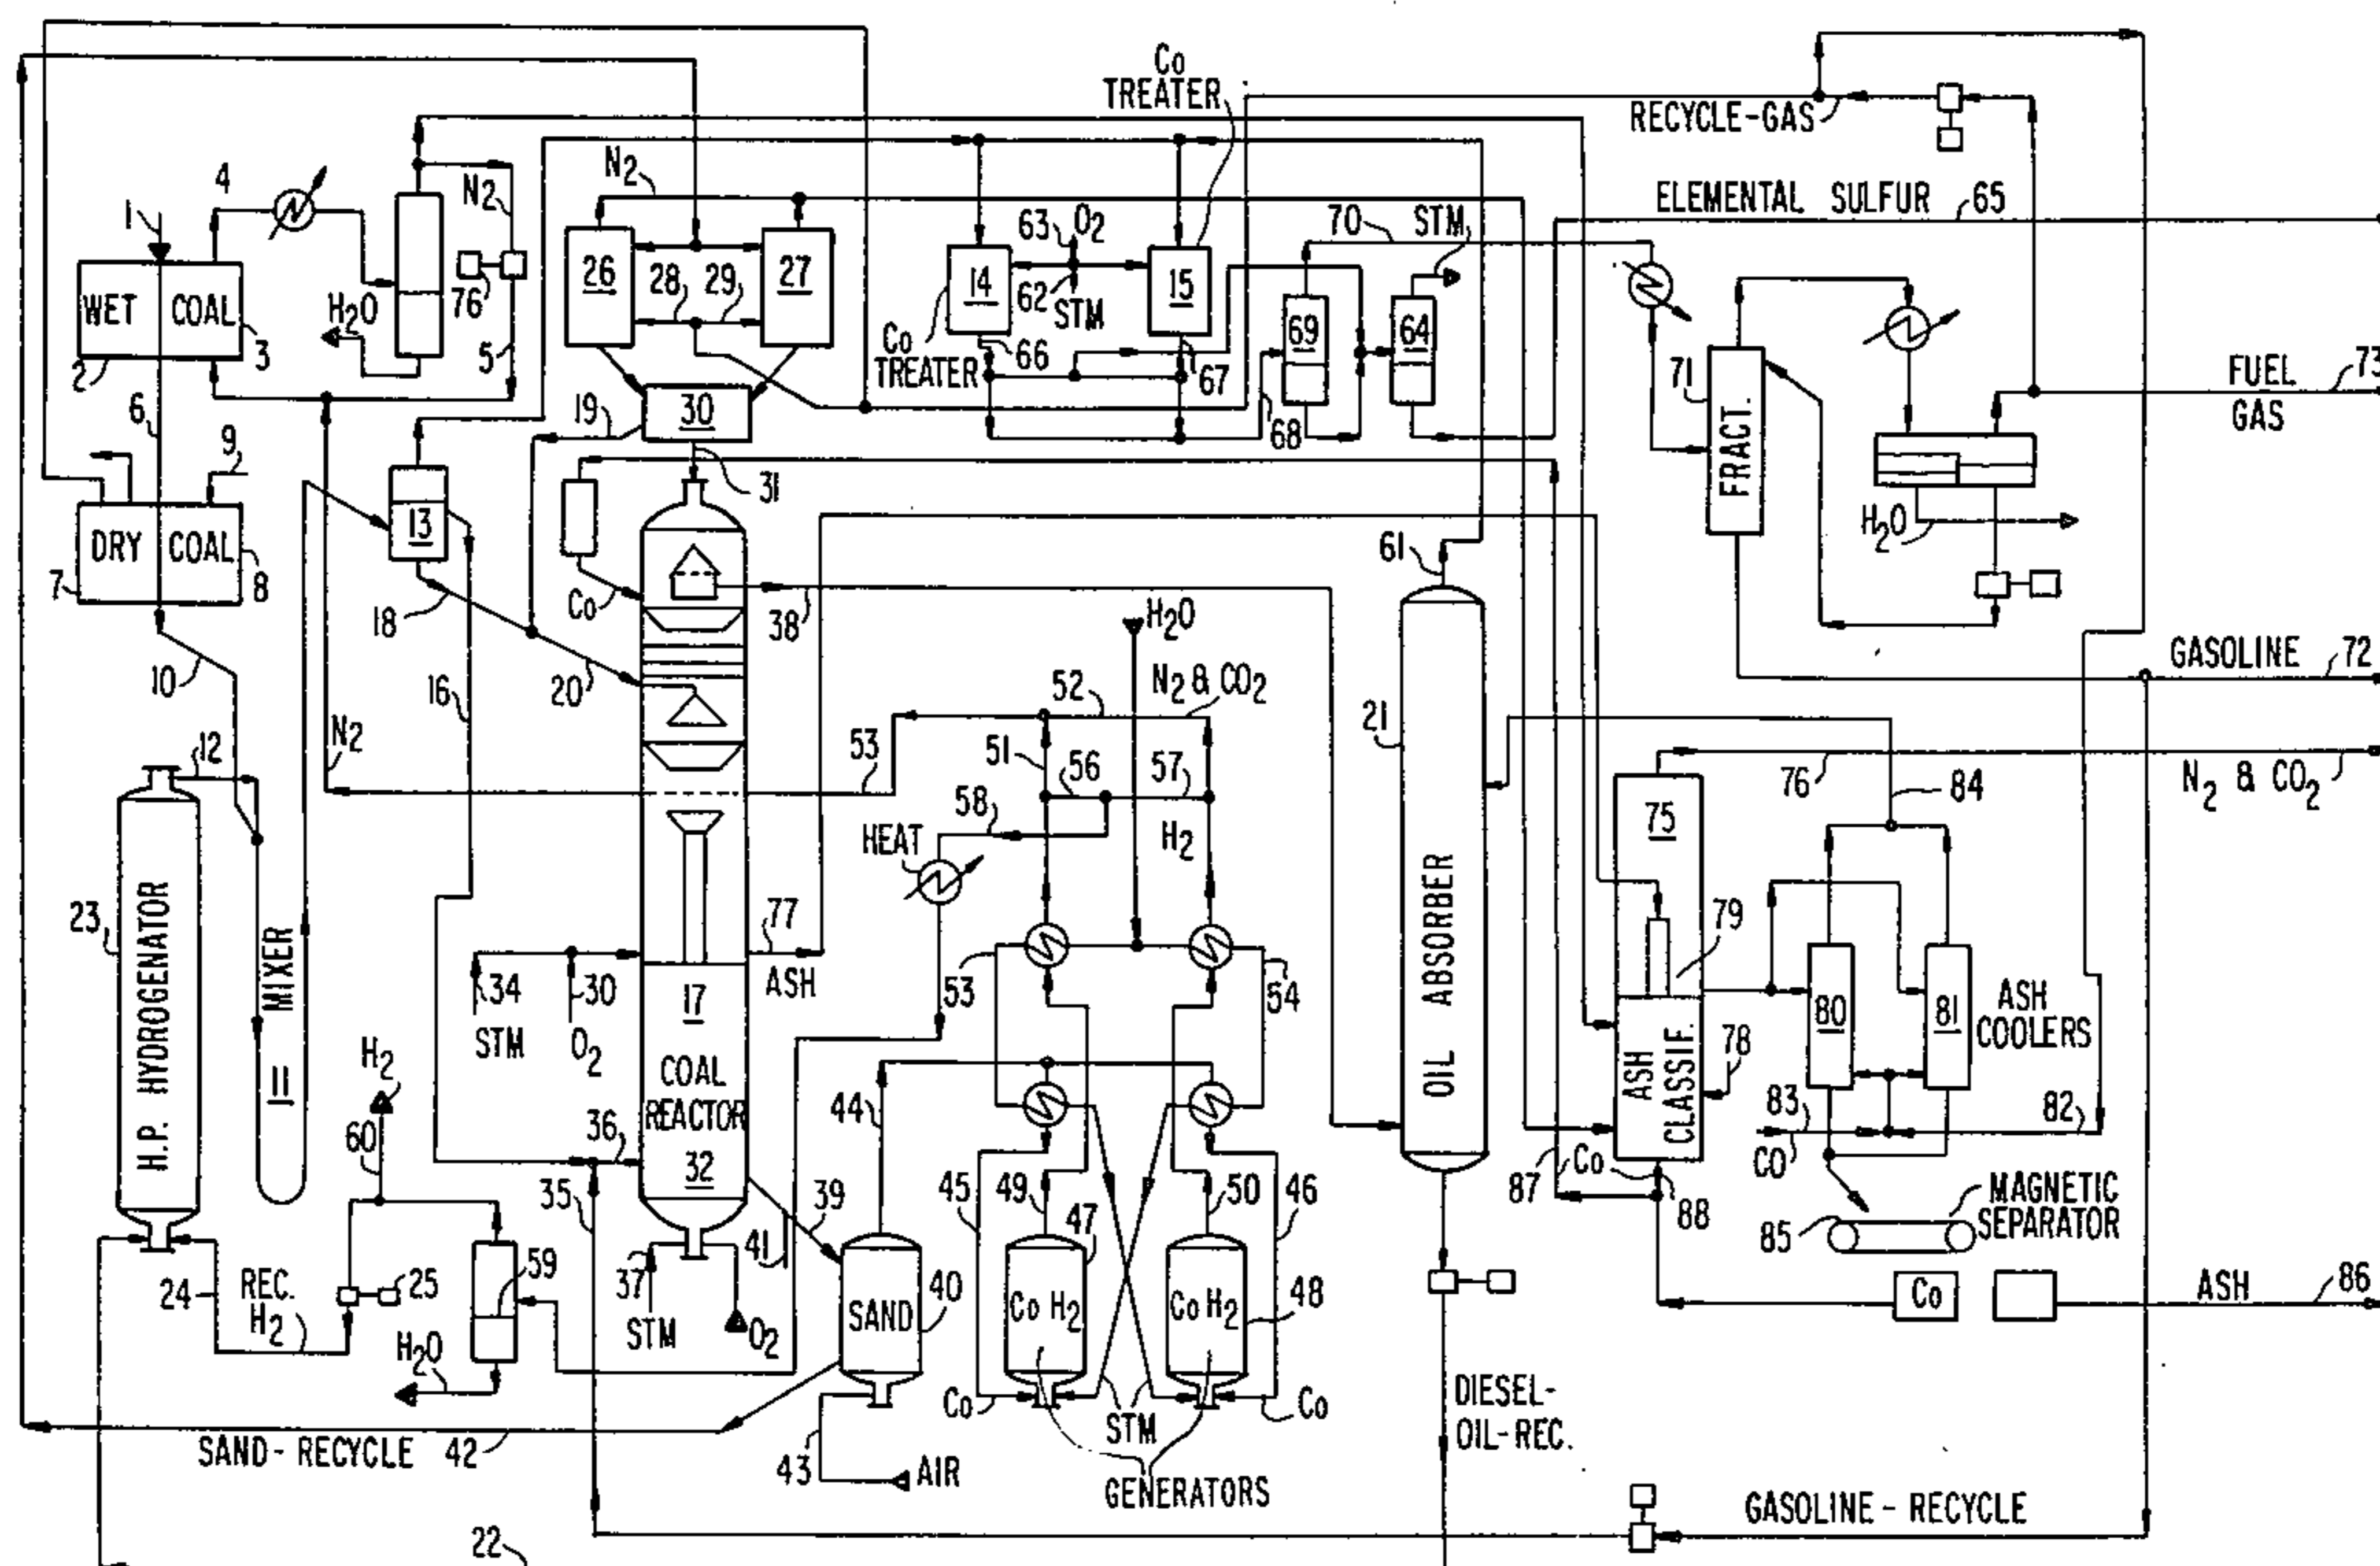 Co
TREATER
RECYCLE-GAS
N2
4
N2
1
ELEMENTAL SULFUR
65
70
STM
63
O2
26
28
29
27
14
62
STM
15
76
WET
COAL
H2O
2
3
5
Co
TREATER
66
67
69
64
71
FRACT.
FUEL
GAS
73
6
19
30
68
9
31
13
DRY
COAL
7
8
H2O
61
18
Co
38
H2O
10
16
20
52
N2 & CO2
21
GASOLINE
72
12
N2
51
53
56
57
58
HEAT
H2
76
N2 & CO2
75
84
23
H.P. HYDROGENATOR
MIXER
11
77
ASH
34
STM
30
O2
17
COAL
REACTOR
32
53
54
OIL ABSORBER
79
80
81
ASH
COOLERS
ASH
CLASSIF.
78
H2
60
36
44
83
CO
82
35
39
41
45
49
47
50
46
87
Co
88
85
MAGNETIC
SEPARATOR
24
REC.
H2
25
59
37
STM
O2
SAND
40
Co H2
Co H2
48
Co
ASH
86
H2O
Co
STM
Co
DIESEL-
OIL-REC.
SAND-RECYCLE
42
43
AIR
GENERATORS
GASOLINE-RECYCLE
22